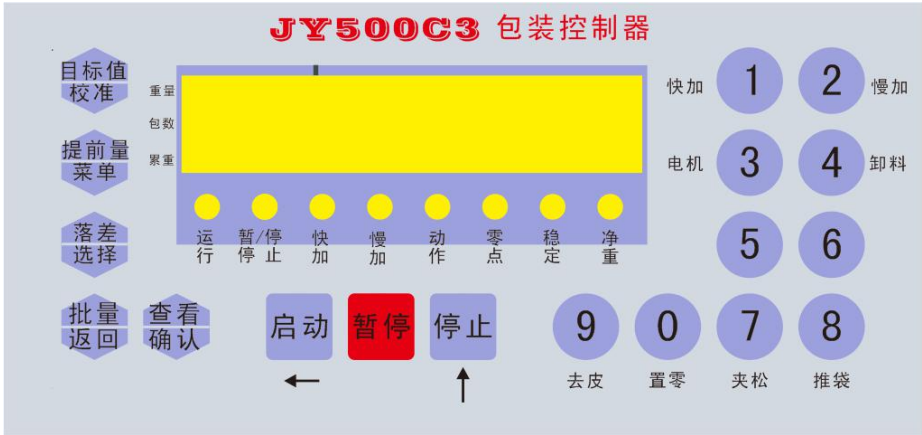 JY500C3 包装控制器
目标值
校准
重量
快加 1 2 慢加
包数
提前量
菜单
累重
电机 3 4 卸料
落差
选择
运行 暂停/停止 快加 慢加 动作 零点 稳定 净重
5 6
批量
返回
查看
确认
启动 暂停 停止
9 0 7 8
← ↑
去皮 置零 夹松 推袋